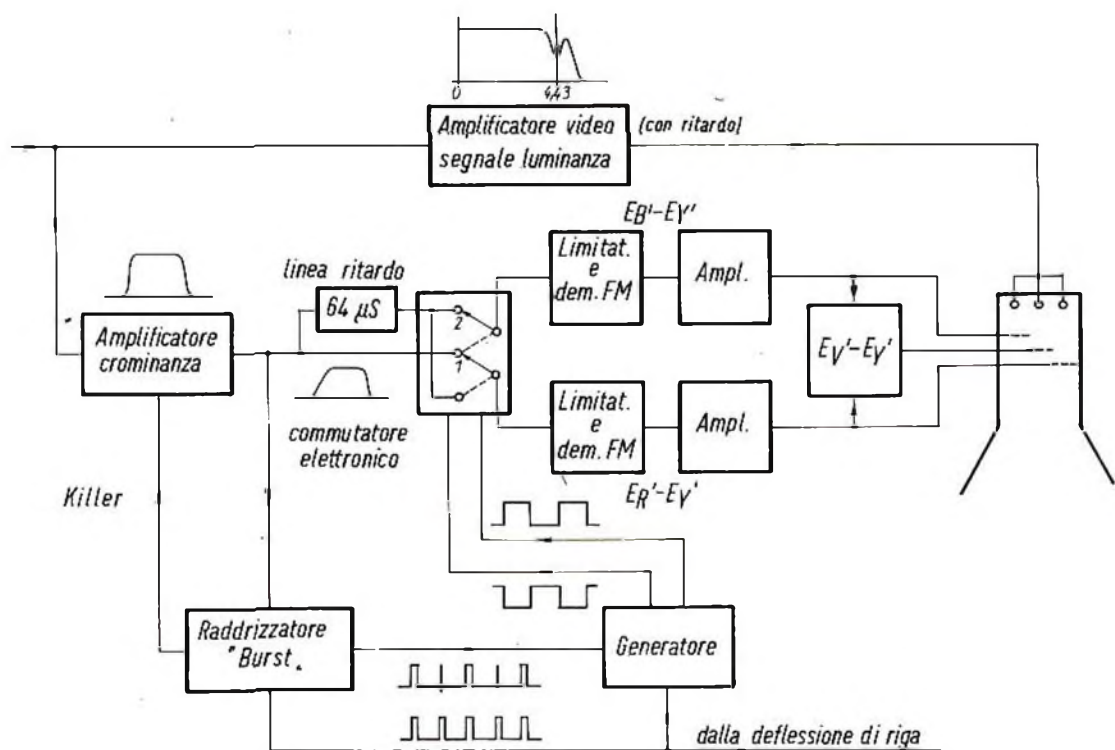 0
4,43
Amplificatore video
segnale luminanza
(con ritardo)
EB'-EY'
Limitat.
e
dem. FM
Ampl.
linea ritardo
64 µS
2
1
Amplificatore
crominanza
EV'-EY'
commutatore
elettronico
Limitat.
e
dem. FM
Ampl.
ER'-EY'
Killer
Raddrizzatore
"Burst"
Generatore
dalla deflessione di riga